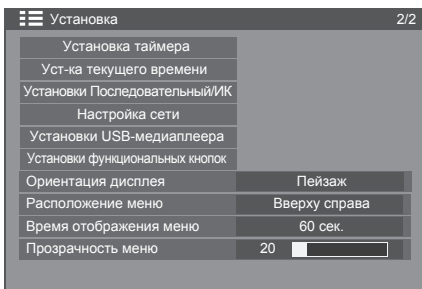 Установка 2/2
Установка таймера
Уст-ка текущего времени
Установки Последовательный/ИК
Настройка сети
Установки USB-медиаплеера
Установки функциональных кнопок
Ориентация дисплея Пейзаж
Расположение меню Вверху справа
Время отображения меню 60 сек.
Прозрачность меню 20